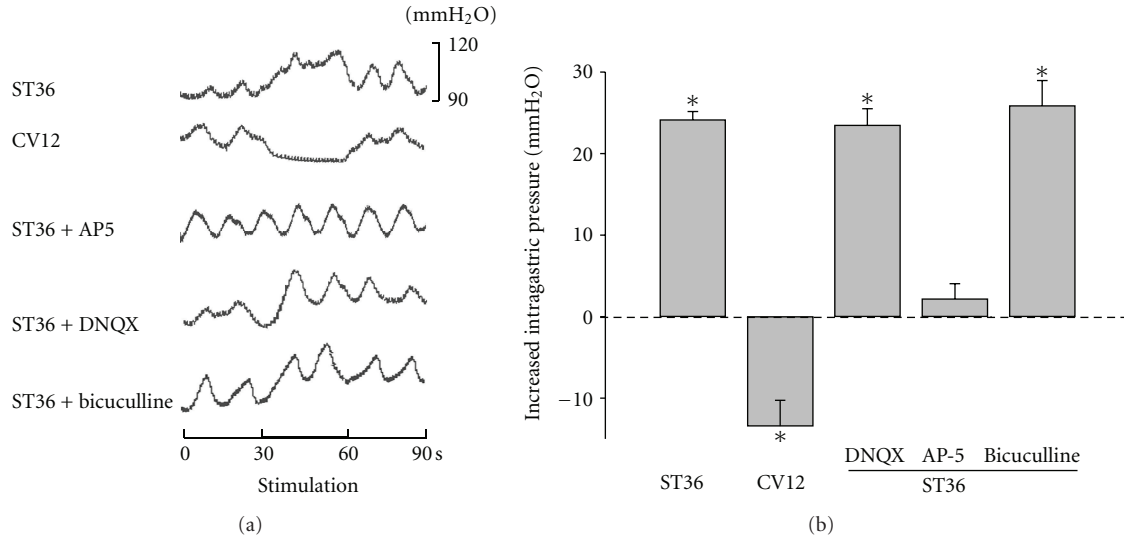 (mmH2O)
120
90
ST36
CV12
ST36 + AP5
ST36 + DNQX
ST36 + bicuculline
0 30 60 90 s
Stimulation
(a)
Increased intragastric pressure (mmH2O)
30
20
10
0
−10
*
*
*
*
DNQX AP-5 Bicuculline
ST36 CV12 ST36
(b)